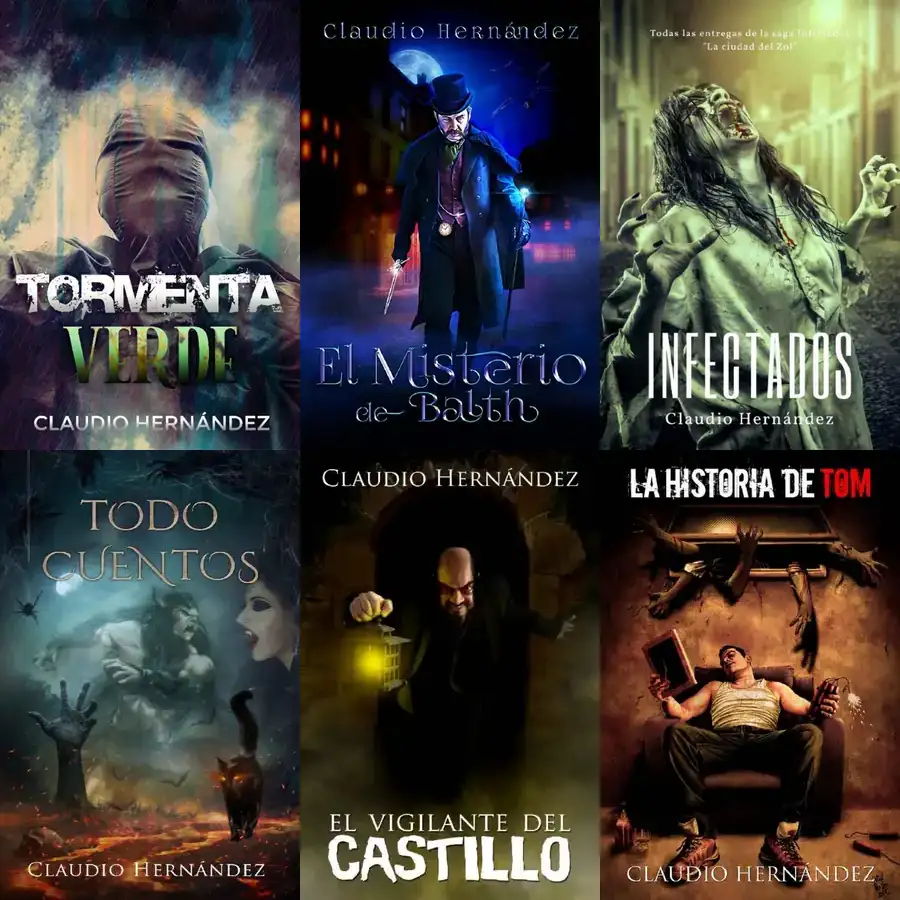 TORMENTA
VERDE
CLAUDIO HERNÁNDEZ
Claudio Hernández
El Misterio
de Balth
Todas las entregas de la saga
"La ciudad del Zol"
INFECTADOS
Claudio Hernández
TODO
CUENTOS
CLAUDIO HERNÁNDEZ
CLAUDIO HERNÁNDEZ
EL VIGILANTE DEL
CASTILLO
LA HISTORIA DE TOM
CLAUDIO HERNÁNDEZ